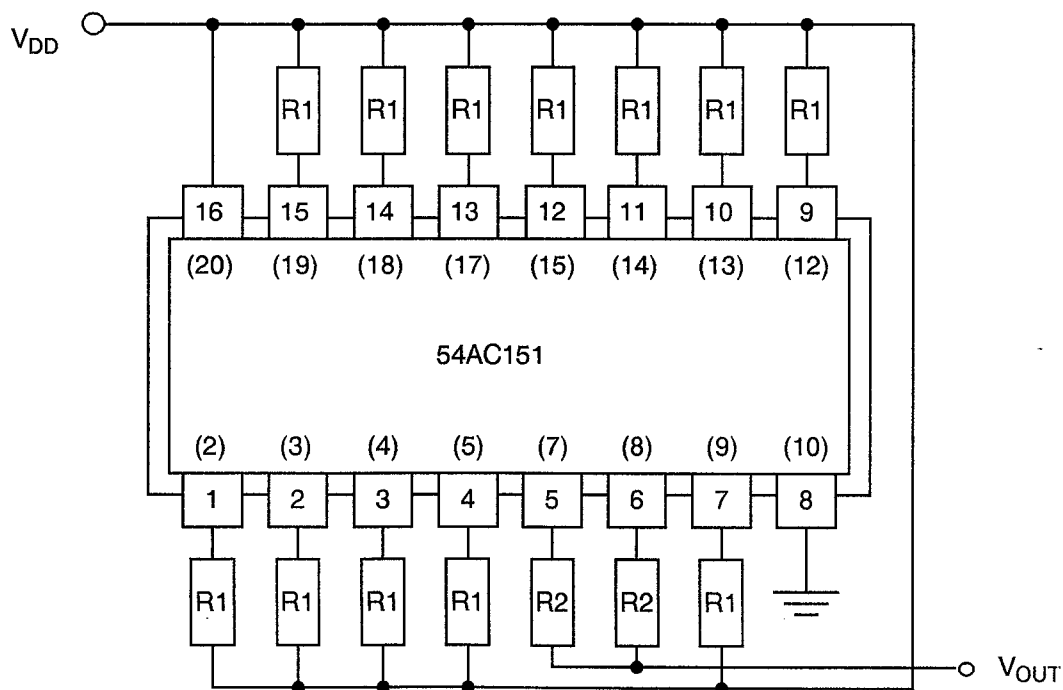 V_DD
R1 R1 R1 R1 R1 R1 R1
16 15 14 13 12 11 10 9
(20) (19) (18) (17) (15) (14) (13) (12)
54AC151
(2) (3) (4) (5) (7) (8) (9) (10)
1 2 3 4 5 6 7 8
R1 R1 R1 R1 R2 R2 R1
V_OUT